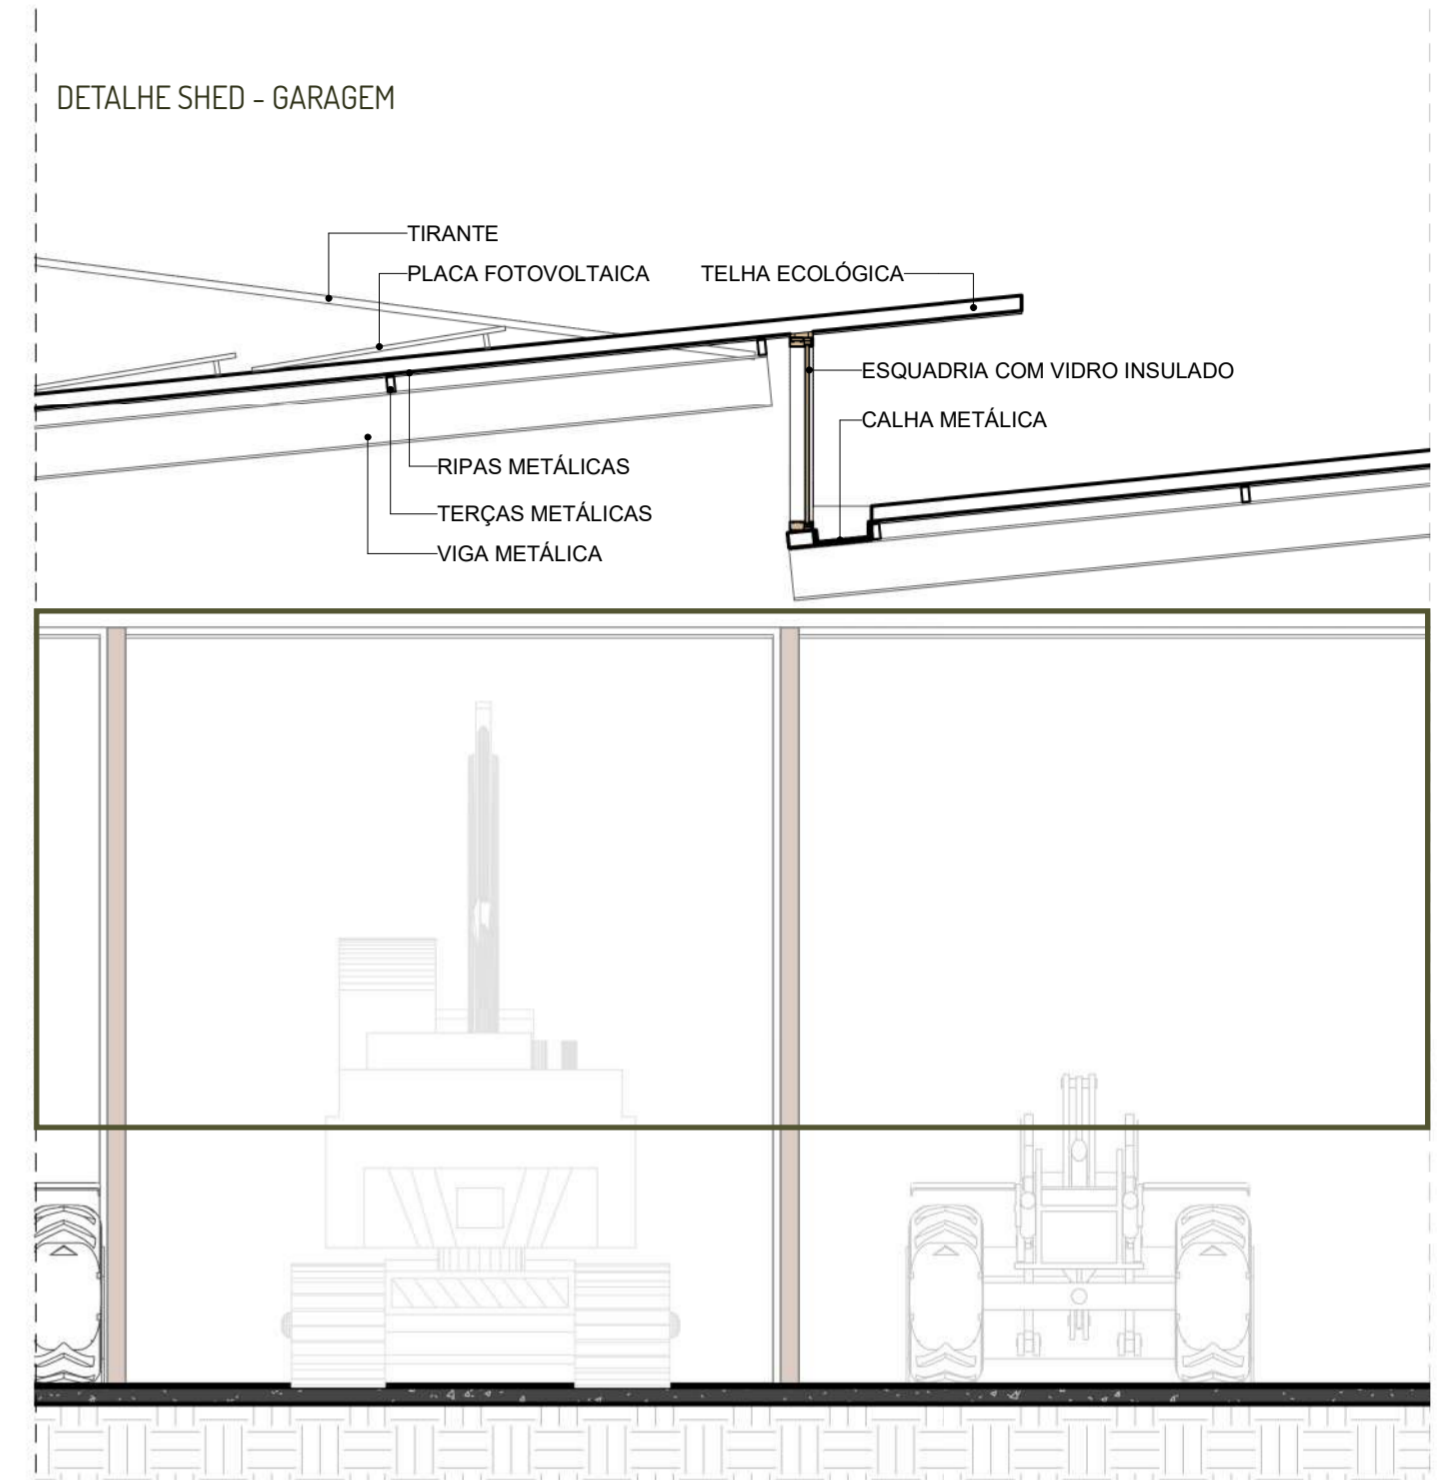 DETALHE SHED - GARAGEM
TIRANTE
PLACA FOTOVOLTAICA
TELHA ECOLÓGICA
ESQUADRIA COM VIDRO INSULADO
CALHA METÁLICA
RIPAS METÁLICAS
TERÇAS METÁLICAS
VIGA METÁLICA